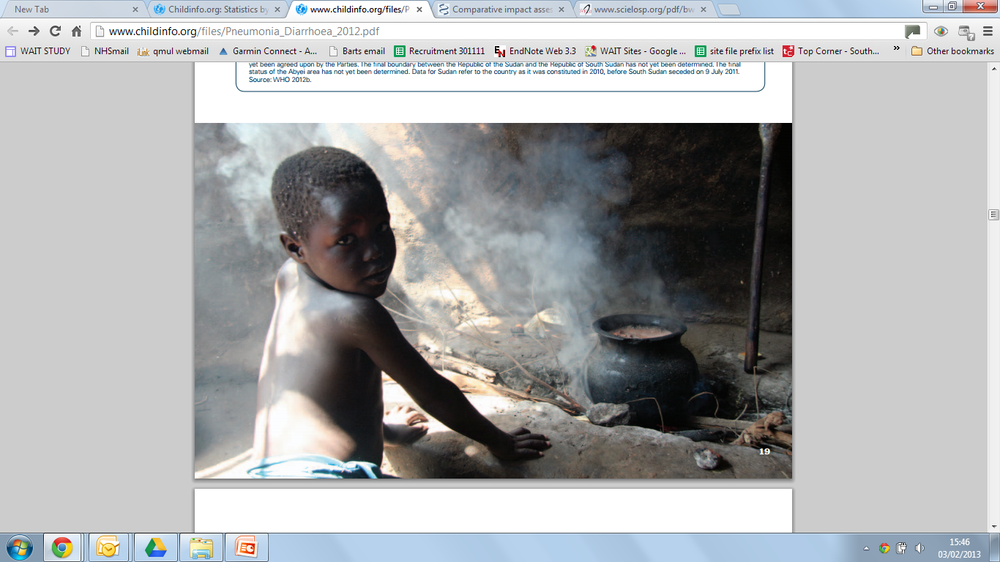 New Tab
Childinfo.org: Statistics by
www.childinfo.org/files/P
Comparative impact asses
www.scielosp.org/pdf/bw
www.childinfo.org/files/Pneumonia_Diarrhoea_2012.pdf
WAIT STUDY
NHSmail
qmul webmail
Garmin Connect - A...
Barts email
Recruitment 301111
EndNote Web 3.3
WAIT Sites - Google ...
site file prefix list
Top Corner - South...
Other bookmarks
yet been agreed upon by the Parties. The final boundary between the Republic of the Sudan and the Republic of South Sudan has not yet been determined. The final
status of the Abyei area has not yet been determined. Data for Sudan refer to the country as it was constituted in 2010, before South Sudan seceded on 9 July 2011.
Source: WHO 2012b.
19
15:46
03/02/2013